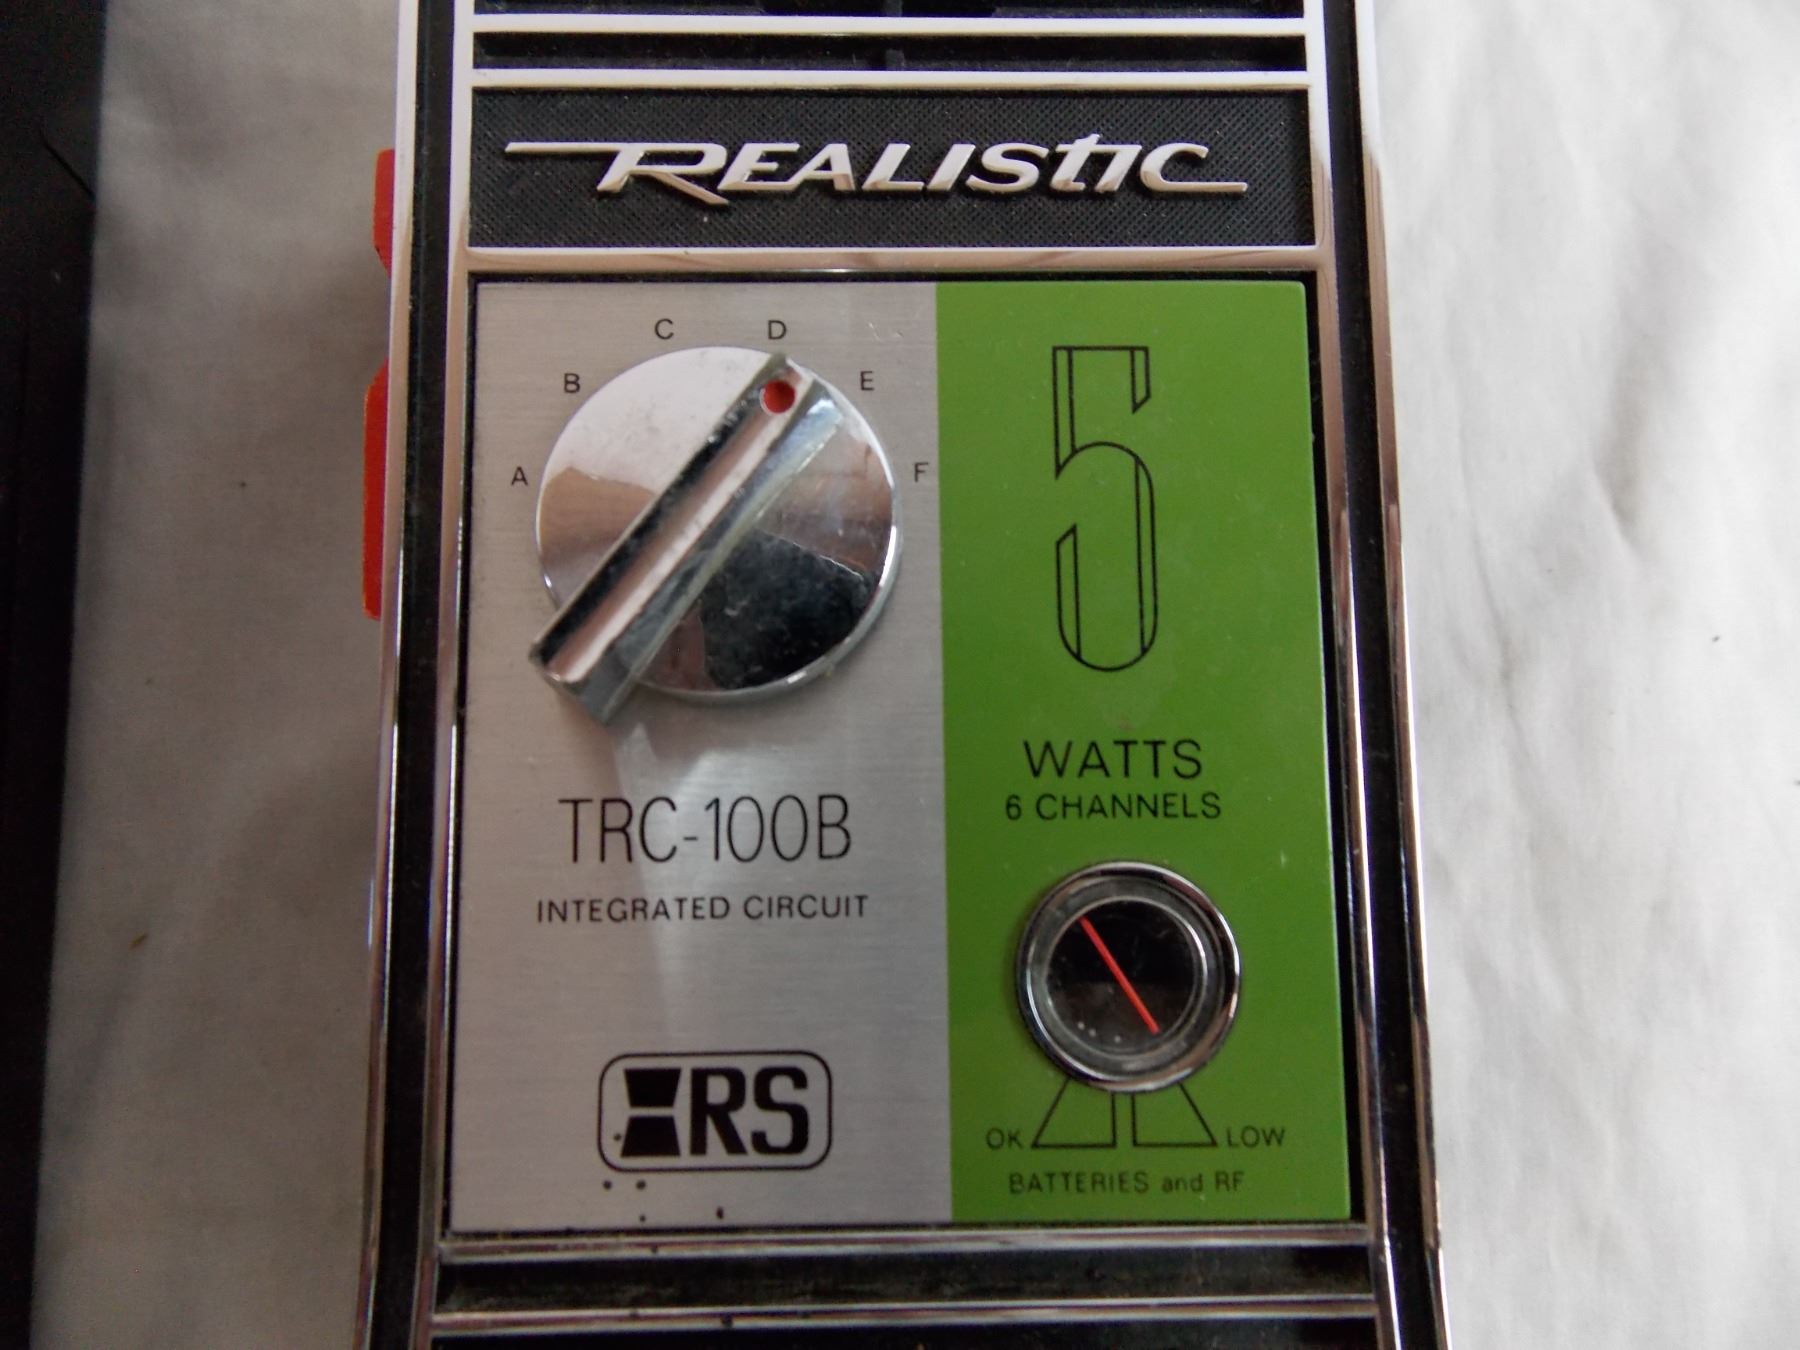 REALISTIC
A B C D E F
5
WATTS
6 CHANNELS
TRC-100B
INTEGRATED CIRCUIT
RS
OK LOW
BATTERIES and RF